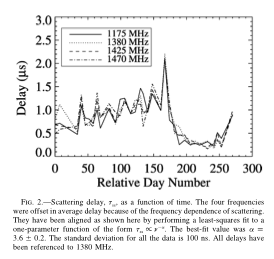 3.0
2.5
2.0
1.5
1.0
0.5
0.0
Delay (μs)
1175 MHz
1380 MHz
1425 MHz
1470 MHz
0 50 100 150 200 250 300
Relative Day Number
FIG. 2.—Scattering delay, τ_sc, as a function of time. The four frequencies
were offset in average delay because of the frequency dependence of scattering.
They have been aligned as shown here by performing a least-squares fit to a
one-parameter function of the form τ_sc ∝ ν^−α. The best-fit value was α =
3.6 ± 0.2. The standard deviation for all the data is 100 ns. All delays have
been referenced to 1380 MHz.